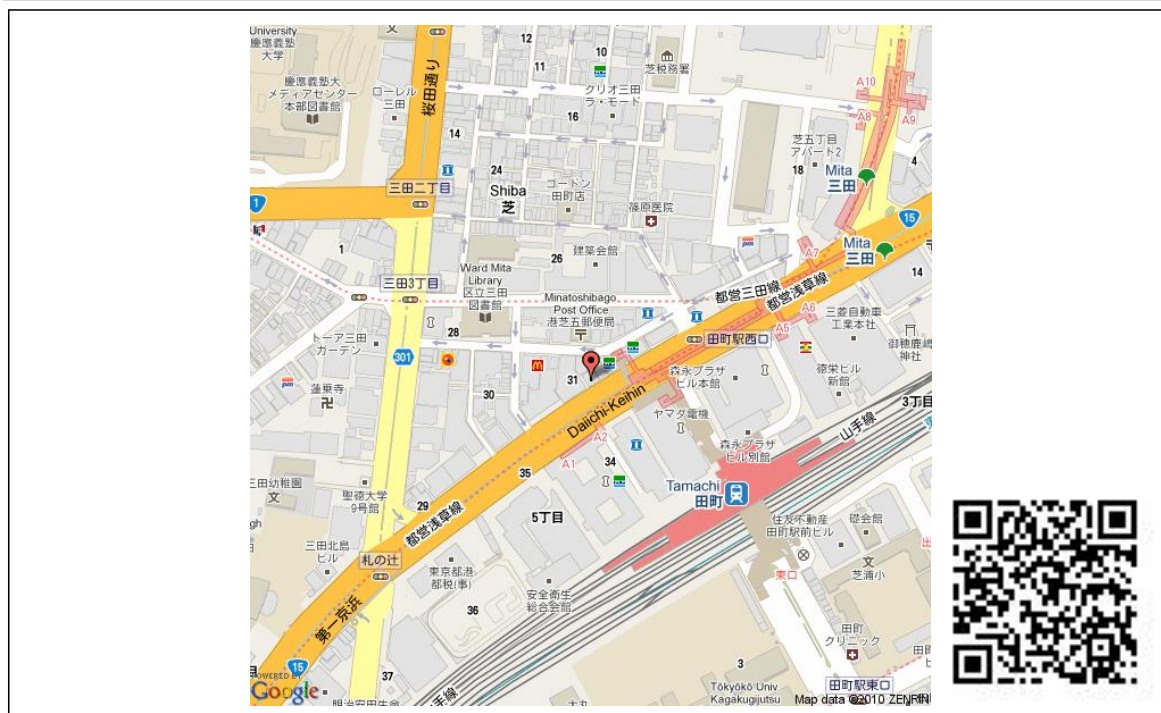 University
慶應義塾
大学
12
10
11
芝税務署
慶應義塾大
メディアセンター
本部図書館
ローレル
三田
桜田通り
クリオ三田
ラ・モード
16
14
A10
A8
A9
芝五丁目
アパート2
24
18
4
三田二丁目
Shiba
芝
ゴードン
田町店
Mita
三田
1
篠原医院
15
1
建築会館
26
A7
Mita
三田
Ward Mita
Library
区立三田
図書館
三田3丁目
都営三田線
都営浅草線
14
Minatoshibago
Post Office
港芝五郵便局
A6
A5
三菱自動車
工業本社
28
トーア三田
ガーデン
田町駅西口
御穂鹿嶋
神社
301
31
森永プラザ
ビル本館
徳栄ビル
新館
蓮乗寺
30
Daiichi-Keihin
ヤマダ電機
3丁目
山手線
A2
A1
34
森永プラザ
ビル別館
35
三田幼稚園
聖徳大学
9号館
29
Tamachi
田町
5丁目
都営浅草線
住友不動産
田町駅前ビル
礎会館
三田北島
ビル
札の辻
東京都港
都税(事)
安全衛生
総合会館
東口
芝浦小
36
第一京浜
田町
クリニック
15
37
3
POWERED BY
Google
Tōkyōkō Univ
Kagakugijutsu
田町駅東口
Map data ©2010 ZENRIN